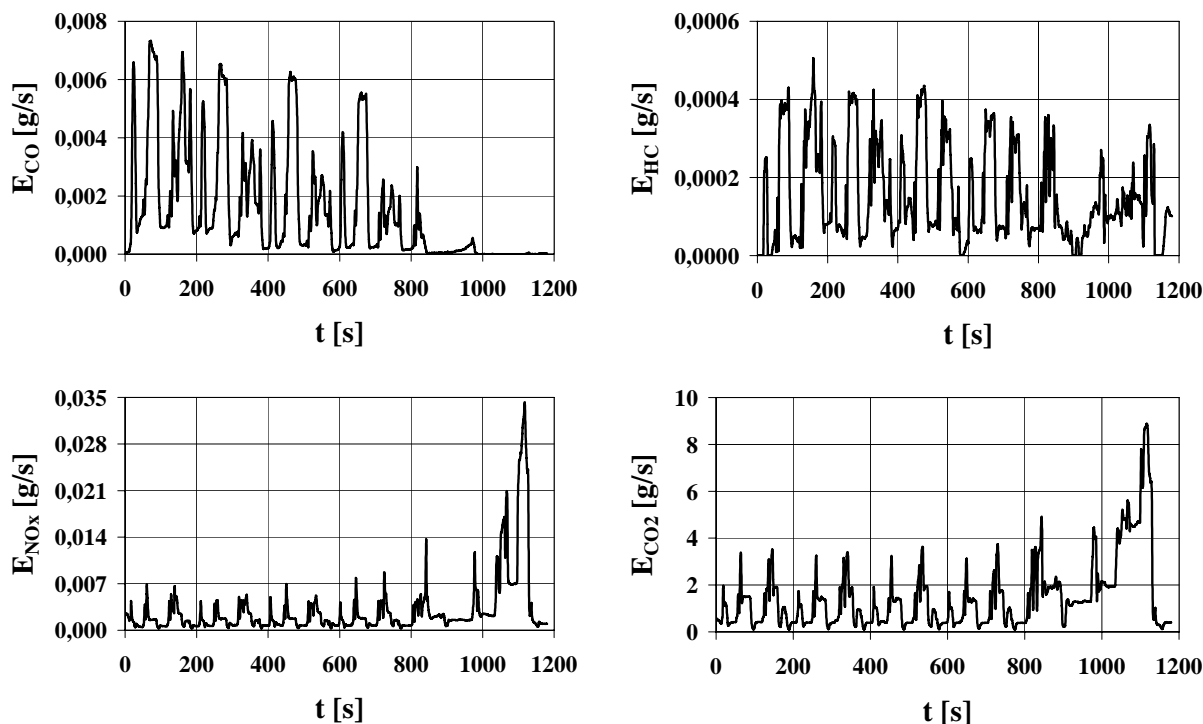 E_CO [g/s]
0,008
0,006
0,004
0,002
0,000
0 200 400 600 800 1000 1200
t [s]
E_HC [g/s]
0,0006
0,0004
0,0002
0,0000
0 200 400 600 800 1000 1200
t [s]
E_NOx [g/s]
0,035
0,028
0,021
0,014
0,007
0,000
0 200 400 600 800 1000 1200
t [s]
E_CO2 [g/s]
10
8
6
4
2
0
0 200 400 600 800 1000 1200
t [s]